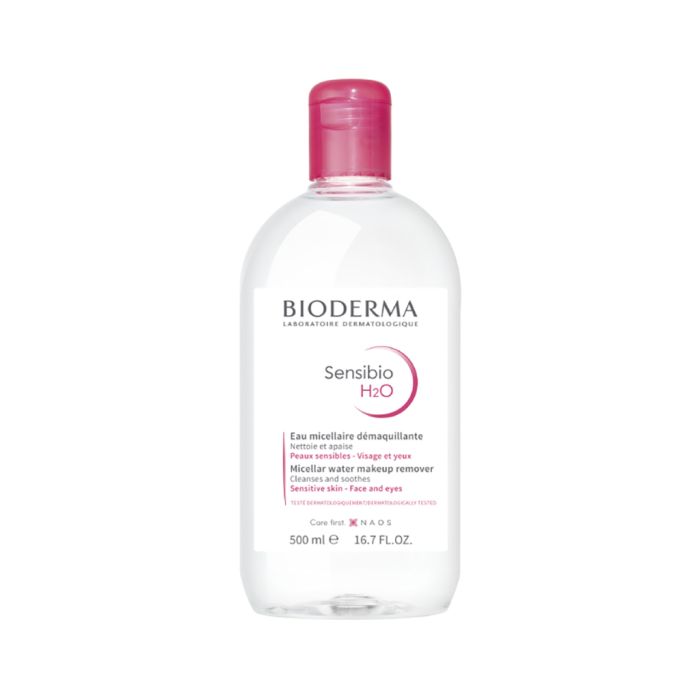 BIODERMA
LABORATOIRE DERMATOLOGIQUE
Sensibio
H2O
Eau micellaire démaquillante
Nettoie et apaise
Peaux sensibles - Visage et yeux
Micellar water makeup remover
Cleanses and soothes
Sensitive skin - Face and eyes
TESTÉ DERMATOLOGIQUEMENT/DERMATOLOGICALLY TESTED
Care first. NAOS
500 ml ℮ 16.7 FL.OZ.